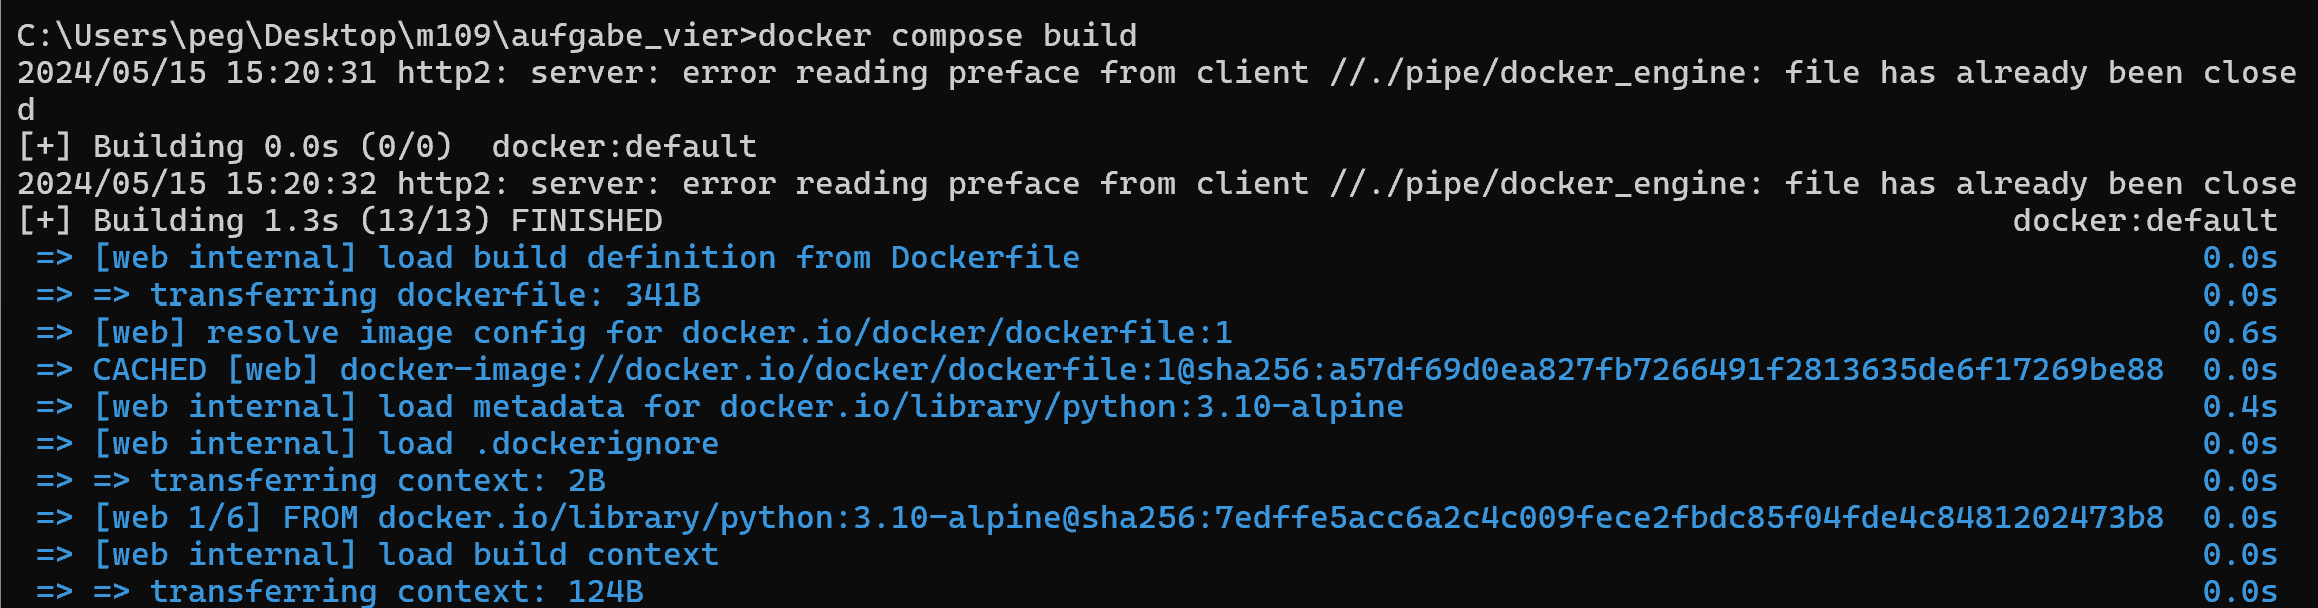 C:\Users\peg\Desktop\m109\aufgabe_vier>docker compose build
2024/05/15 15:20:31 http2: server: error reading preface from client //./pipe/docker_engine: file has already been close
d
[+] Building 0.0s (0/0)  docker:default
2024/05/15 15:20:32 http2: server: error reading preface from client //./pipe/docker_engine: file has already been close
[+] Building 1.3s (13/13) FINISHED docker:default
=> [web internal] load build definition from Dockerfile 0.0s
=> => transferring dockerfile: 341B 0.0s
=> [web] resolve image config for docker.io/docker/dockerfile:1 0.6s
=> CACHED [web] docker-image://docker.io/docker/dockerfile:1@sha256:a57df69d0ea827fb7266491f2813635de6f17269be88 0.0s
=> [web internal] load metadata for docker.io/library/python:3.10-alpine 0.4s
=> [web internal] load .dockerignore 0.0s
=> => transferring context: 2B 0.0s
=> [web 1/6] FROM docker.io/library/python:3.10-alpine@sha256:7edffe5acc6a2c4c009fece2fbdc85f04fde4c8481202473b8 0.0s
=> [web internal] load build context 0.0s
=> => transferring context: 124B 0.0s